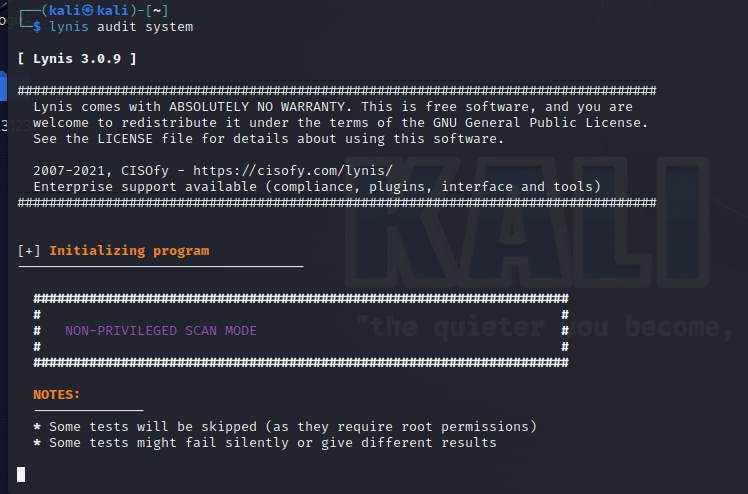 ┌──(kali㉿kali)-[~]
└─$ lynis audit system
[ Lynis 3.0.9 ]
################################################################################
Lynis comes with ABSOLUTELY NO WARRANTY. This is free software, and you are
welcome to redistribute it under the terms of the GNU General Public License.
See the LICENSE file for details about using this software.
2007-2021, CISOfy - https://cisofy.com/lynis/
Enterprise support available (compliance, plugins, interface and tools)
################################################################################
[+] Initializing program
------------------------------------
###################################################################
# #
# NON-PRIVILEGED SCAN MODE #
# #
###################################################################
NOTES:
--------------
* Some tests will be skipped (as they require root permissions)
* Some tests might fail silently or give different results
KALI
"the quieter you become,